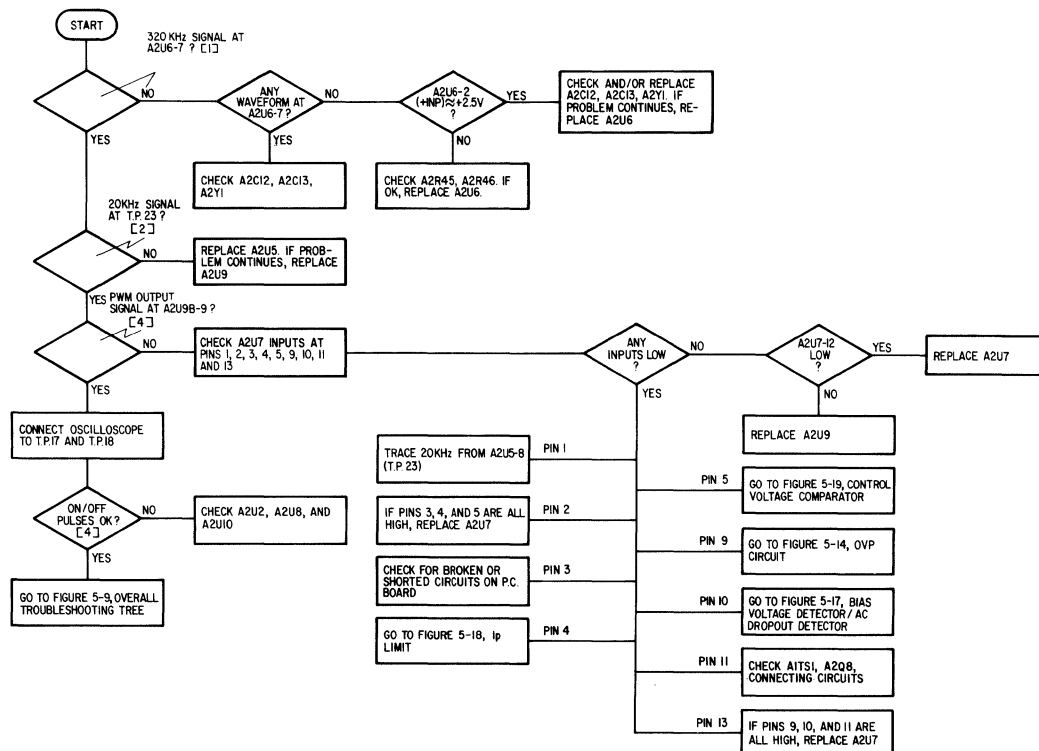 START
320 KHz SIGNAL AT
A2U6-7 ? [1]
NO
YES
ANY
WAVEFORM AT
A2U6-7 ?
NO
YES
A2U6-2
(+INP)≈+2.5V
?
YES
NO
CHECK AND/OR REPLACE
A2C12, A2C13, A2Y1. IF
PROBLEM CONTINUES, RE-
PLACE A2U6
CHECK A2C12, A2C13,
A2Y1
CHECK A2R45, A2R46. IF
OK, REPLACE A2U6.
20KHz SIGNAL
AT T.P. 23 ?
[2]
NO
YES
REPLACE A2U5. IF PROB-
LEM CONTINUES, REPLACE
A2U9
PWM OUTPUT
SIGNAL AT A2U9B-9 ?
[4]
NO
YES
CHECK A2U7 INPUTS AT
PINS 1, 2, 3, 4, 5, 9, 10, 11
AND 13
ANY
INPUTS LOW
?
NO
YES
A2U7-12
LOW
?
YES
NO
REPLACE A2U7
REPLACE A2U9
CONNECT OSCILLOSCOPE
TO T.P.17 AND T.P.18
ON/OFF
PULSES OK?
[4]
NO
YES
CHECK A2U2, A2U8, AND
A2U10
GO TO FIGURE 5-9, OVERALL
TROUBLESHOOTING TREE
TRACE 20KHz FROM A2U5-8
(T.P. 23)
PIN 1
IF PINS 3, 4, AND 5 ARE ALL
HIGH, REPLACE A2U7
PIN 2
CHECK FOR BROKEN OR
SHORTED CIRCUITS ON P.C.
BOARD
PIN 3
GO TO FIGURE 5-18, Ip
LIMIT
PIN 4
PIN 5
GO TO FIGURE 5-19, CONTROL
VOLTAGE COMPARATOR
PIN 9
GO TO FIGURE 5-14, OVP
CIRCUIT
PIN 10
GO TO FIGURE 5-17, BIAS
VOLTAGE DETECTOR/ AC
DROPOUT DETECTOR
PIN 11
CHECK A1TS1, A2Q8,
CONNECTING CIRCUITS
PIN 13
IF PINS 9, 10, AND 11 ARE
ALL HIGH, REPLACE A2U7